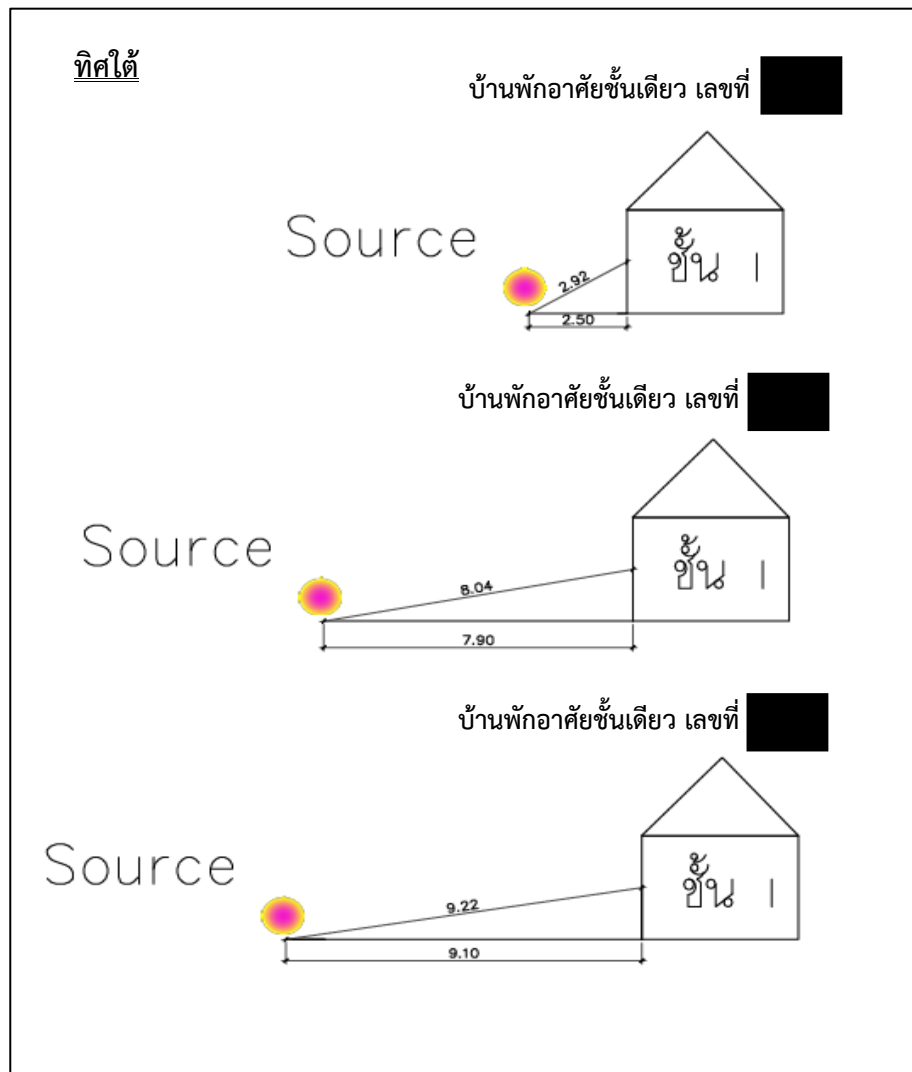 ทิศใต้
บ้านพักอาศัยชั้นเดียว เลขที่
Source
ชั้น 1
2.92
2.50
บ้านพักอาศัยชั้นเดียว เลขที่
Source
ชั้น 1
8.04
7.90
บ้านพักอาศัยชั้นเดียว เลขที่
Source
ชั้น 1
9.22
9.10